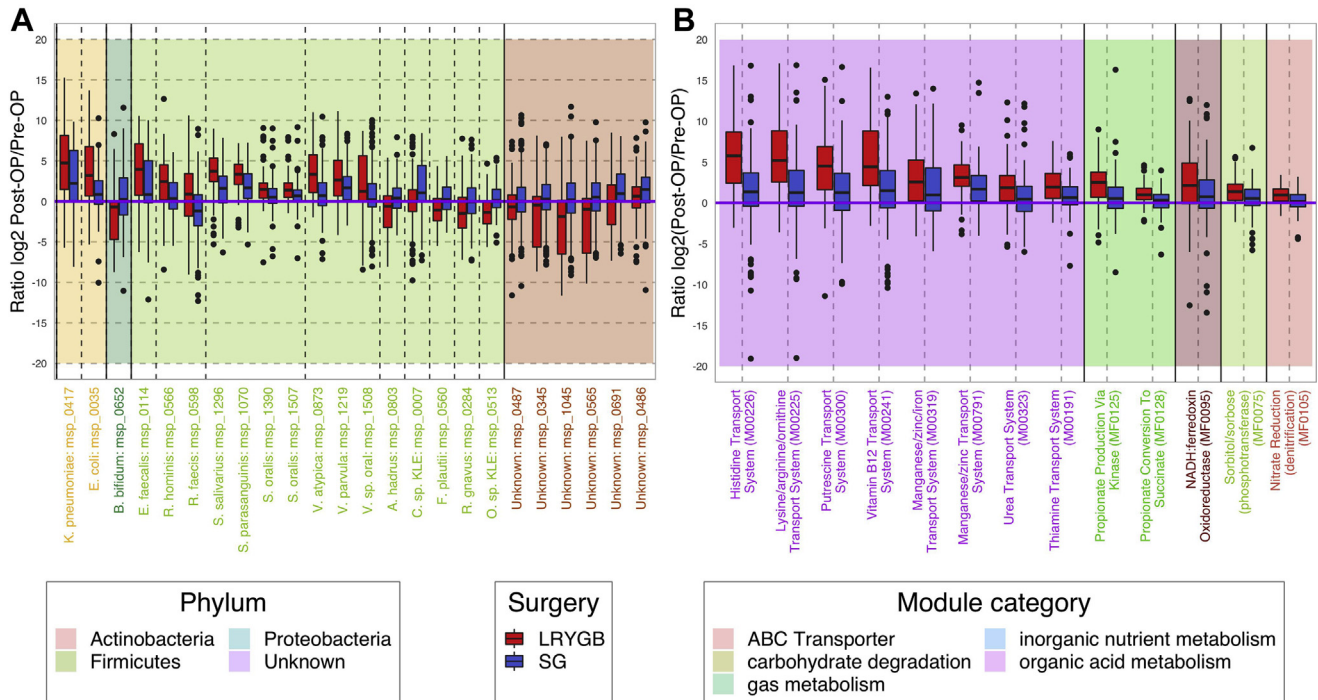 A
Ratio log2 Post-OP/Pre-OP
20
15
10
5
0
-5
-10
-15
-20
K. pneumoniae: msp_0417
E. coli: msp_0035
B. bifidum: msp_0652
E. faecalis: msp_0114
R. hominis: msp_0566
R. faecis: msp_0598
S. salivarius: msp_1296
S. parasanguinis: msp_1070
S. oralis: msp_1390
S. oralis: msp_1507
V. atypica: msp_0873
V. parvula: msp_1219
V. sp. oral: msp_1508
A. hadrus: msp_0803
C. sp. KLE: msp_0007
F. plautii: msp_0560
R. gnavus: msp_0284
O. sp. KLE: msp_0513
Unknown: msp_0487
Unknown: msp_0345
Unknown: msp_1045
Unknown: msp_0565
Unknown: msp_0691
Unknown: msp_0486
B
Ratio log2(Post-OP/Pre-OP)
20
15
10
5
0
-5
-10
-15
-20
Histidine Transport
System (M00226)
Lysine/arginine/ornithine
Transport System (M00225)
Putrescine Transport
System (M00300)
Vitamin B12 Transport
System (M00241)
Manganese/zinc/iron
Transport System (M00319)
Manganese/zinc Transport
System (M00791)
Urea Transport System
(M00323)
Thiamine Transport System
(M00191)
Propionate Production Via
Kinase (MF0125)
Propionate Conversion To
Succinate (MF0128)
NADH:ferredoxin
Oxidoreductase (MF0095)
Sorbitol/sorbose
(phosphotransferase)
(MF0075)
Nitrate Reduction
(denitrification)
(MF0105)
Phylum
Actinobacteria
Proteobacteria
Firmicutes
Unknown
Surgery
LRYGB
SG
Module category
ABC Transporter
inorganic nutrient metabolism
carbohydrate degradation
organic acid metabolism
gas metabolism